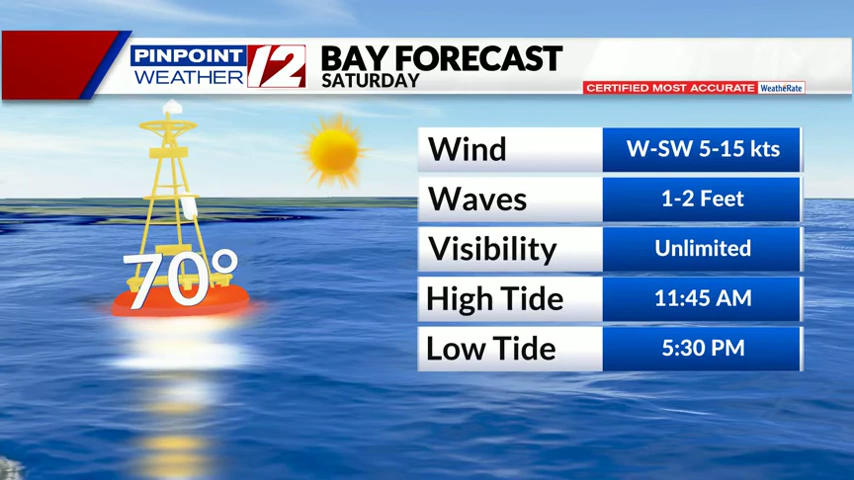 PINPOINT
WEATHER 12
BAY FORECAST
SATURDAY
CERTIFIED MOST ACCURATE WeatheRate
70°
Wind W-SW 5-15 kts
Waves 1-2 Feet
Visibility Unlimited
High Tide 11:45 AM
Low Tide 5:30 PM